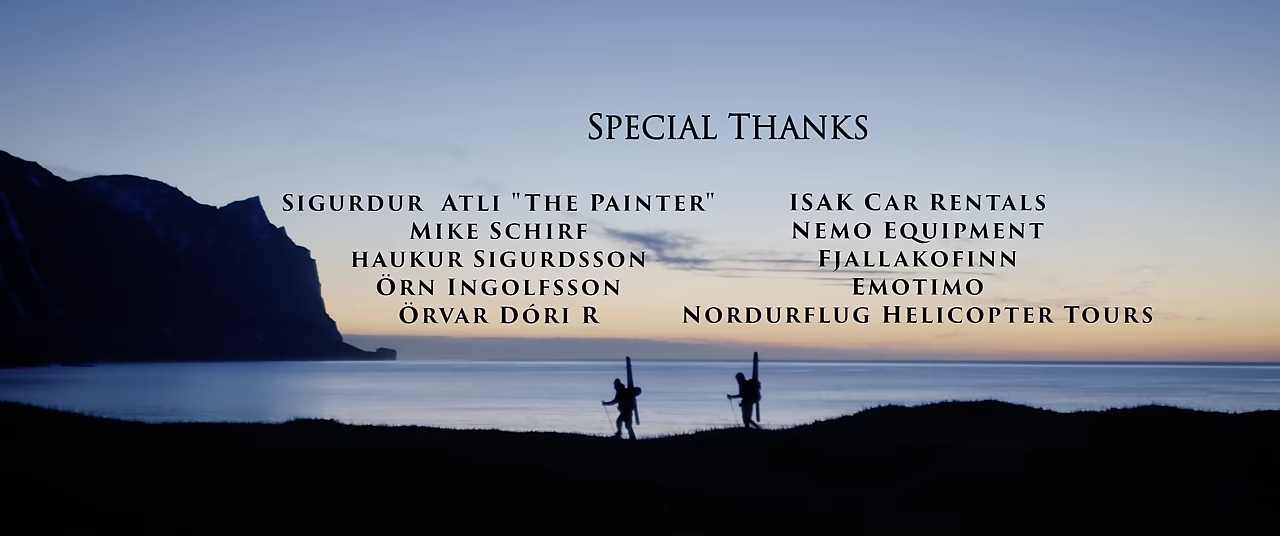 Special Thanks
Sigurdur Atli "The Painter"
Mike Schirf
haukur Sigurdsson
Örn Ingolfsson
Örvar Dóri R
ISAK Car Rentals
Nemo Equipment
Fjallakofinn
Emotimo
Nordurflug Helicopter Tours